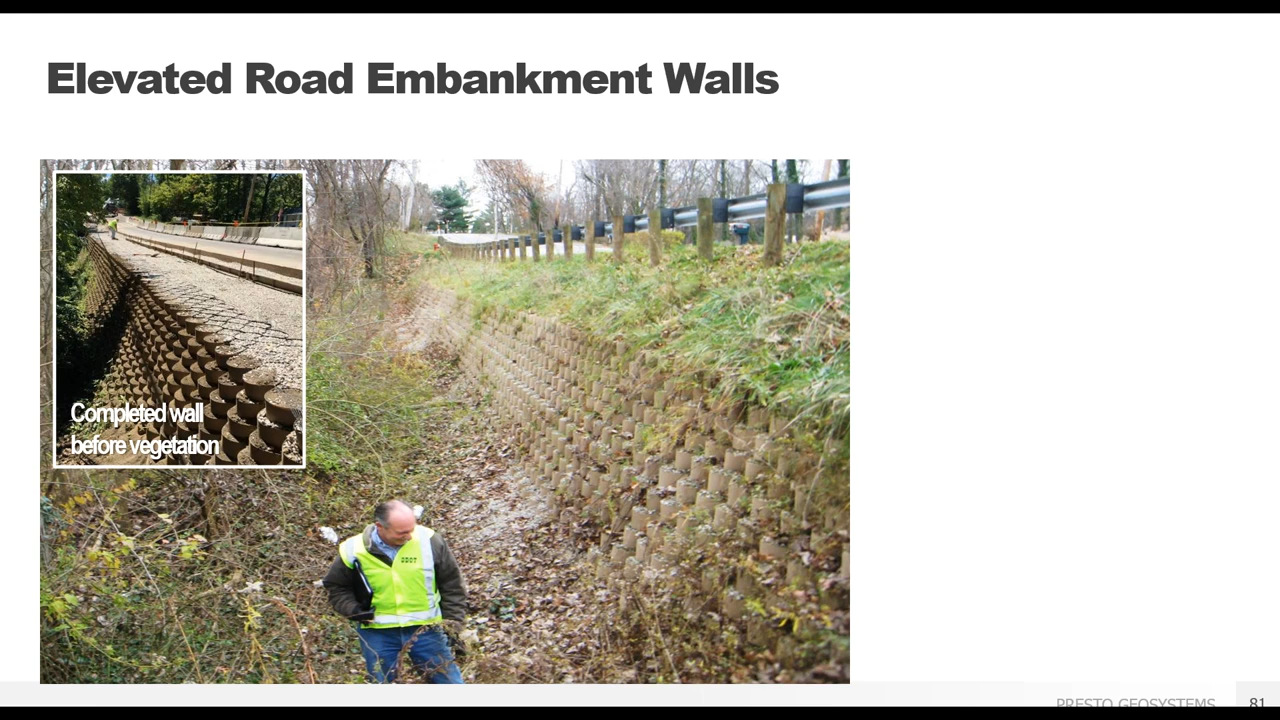 Elevated Road Embankment Walls
Completed wall
before vegetation
PRESTO GEOSYSTEMS
81